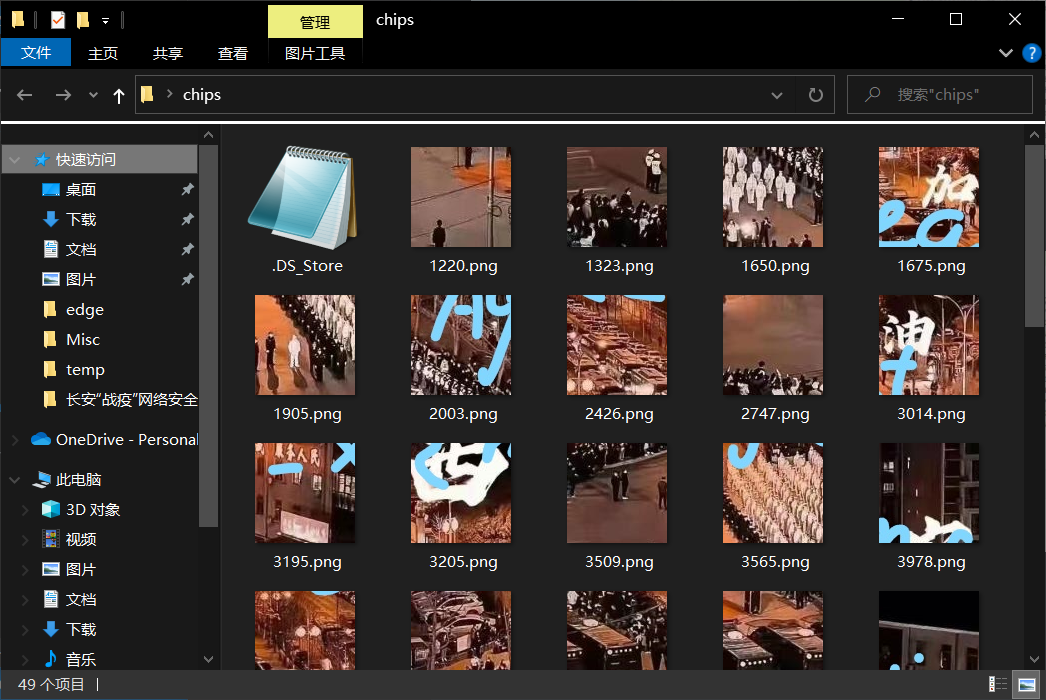 管理
chips
文件
主页
共享
查看
图片工具
chips
搜索"chips"
快速访问
桌面
下载
文档
图片
edge
Misc
temp
长安“战疫”网络安全
OneDrive - Personal
此电脑
3D 对象
视频
图片
文档
下载
音乐
.DS_Store
1220.png
1323.png
1650.png
加
1675.png
1905.png
2003.png
2426.png
2747.png
油
3014.png
3195.png
3205.png
3509.png
3565.png
3978.png
49 个项目